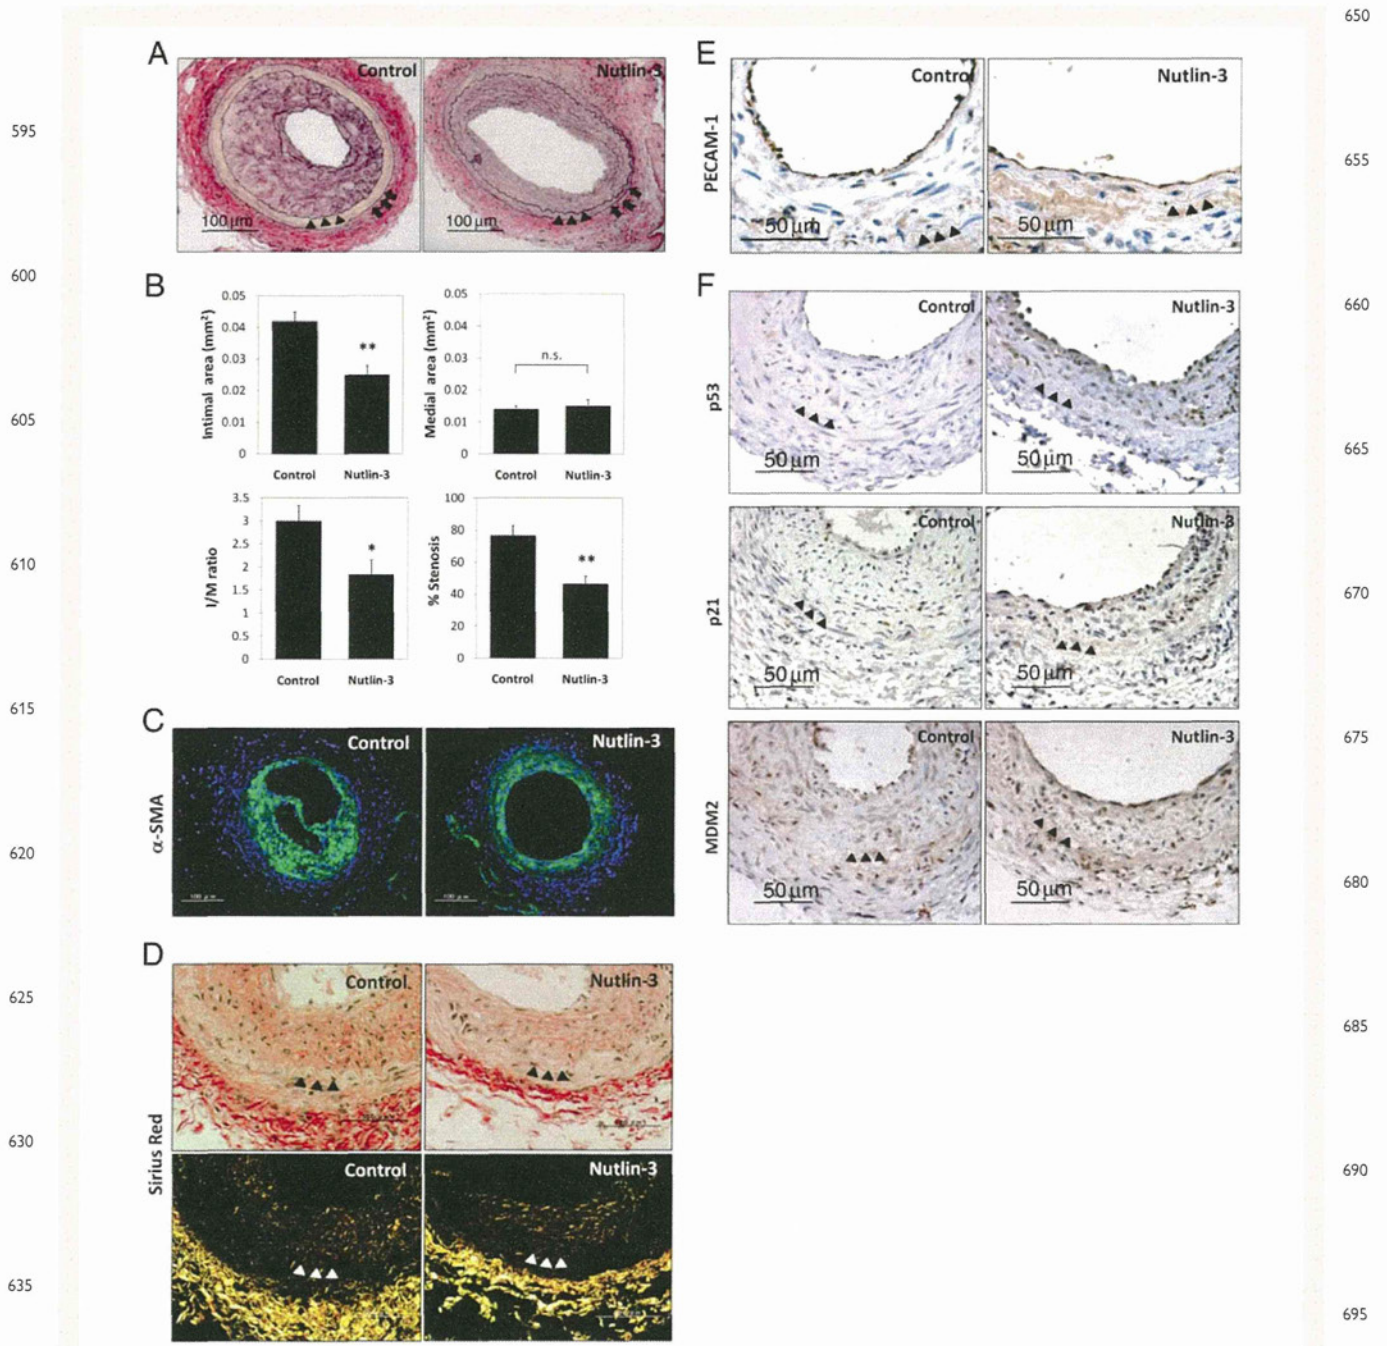 650
A
Control
Nutlin-3
100 μm
100 μm
E
Control
Nutlin-3
PECAM-1
50 μm
50 μm
595
655
600
660
605
665
610
670
615
675
620
680
625
685
630
690
635
695
B
Intimal area (mm²)
0.05
0.04
0.03
0.02
0.01
0
**
Control
Nutlin-3
Medial area (mm²)
0.05
0.04
0.03
0.02
0.01
0
n.s.
Control
Nutlin-3
I/M ratio
3.5
3
2.5
2
1.5
1
0.5
0
*
Control
Nutlin-3
% Stenosis
100
80
60
40
20
0
**
Control
Nutlin-3
C
α-SMA
Control
Nutlin-3
100 μm
100 μm
D
Sirius Red
Control
Nutlin-3
Control
Nutlin-3
F
p53
Control
Nutlin-3
50 μm
50 μm
p21
Control
Nutlin-3
50 μm
50 μm
MDM2
Control
Nutlin-3
50 μm
50 μm